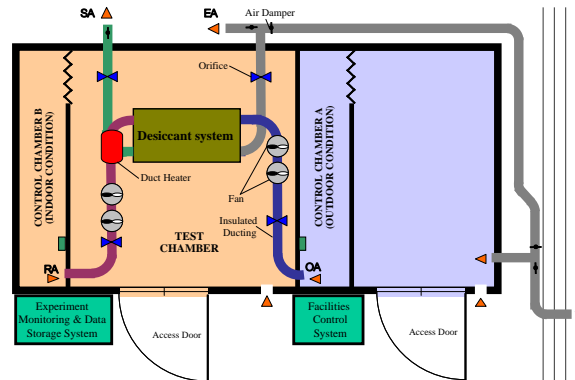 SA
EA
Air Damper
Orifice
CONTROL CHAMBER B
(INDOOR CONDITION)
Desiccant system
CONTROL CHAMBER A
(OUTDOOR CONDITION)
Duct Heater
Fan
Insulated
Ducting
TEST
CHAMBER
RA
OA
Experiment
Monitoring & Data
Storage System
Access Door
Facilities
Control
System
Access Door